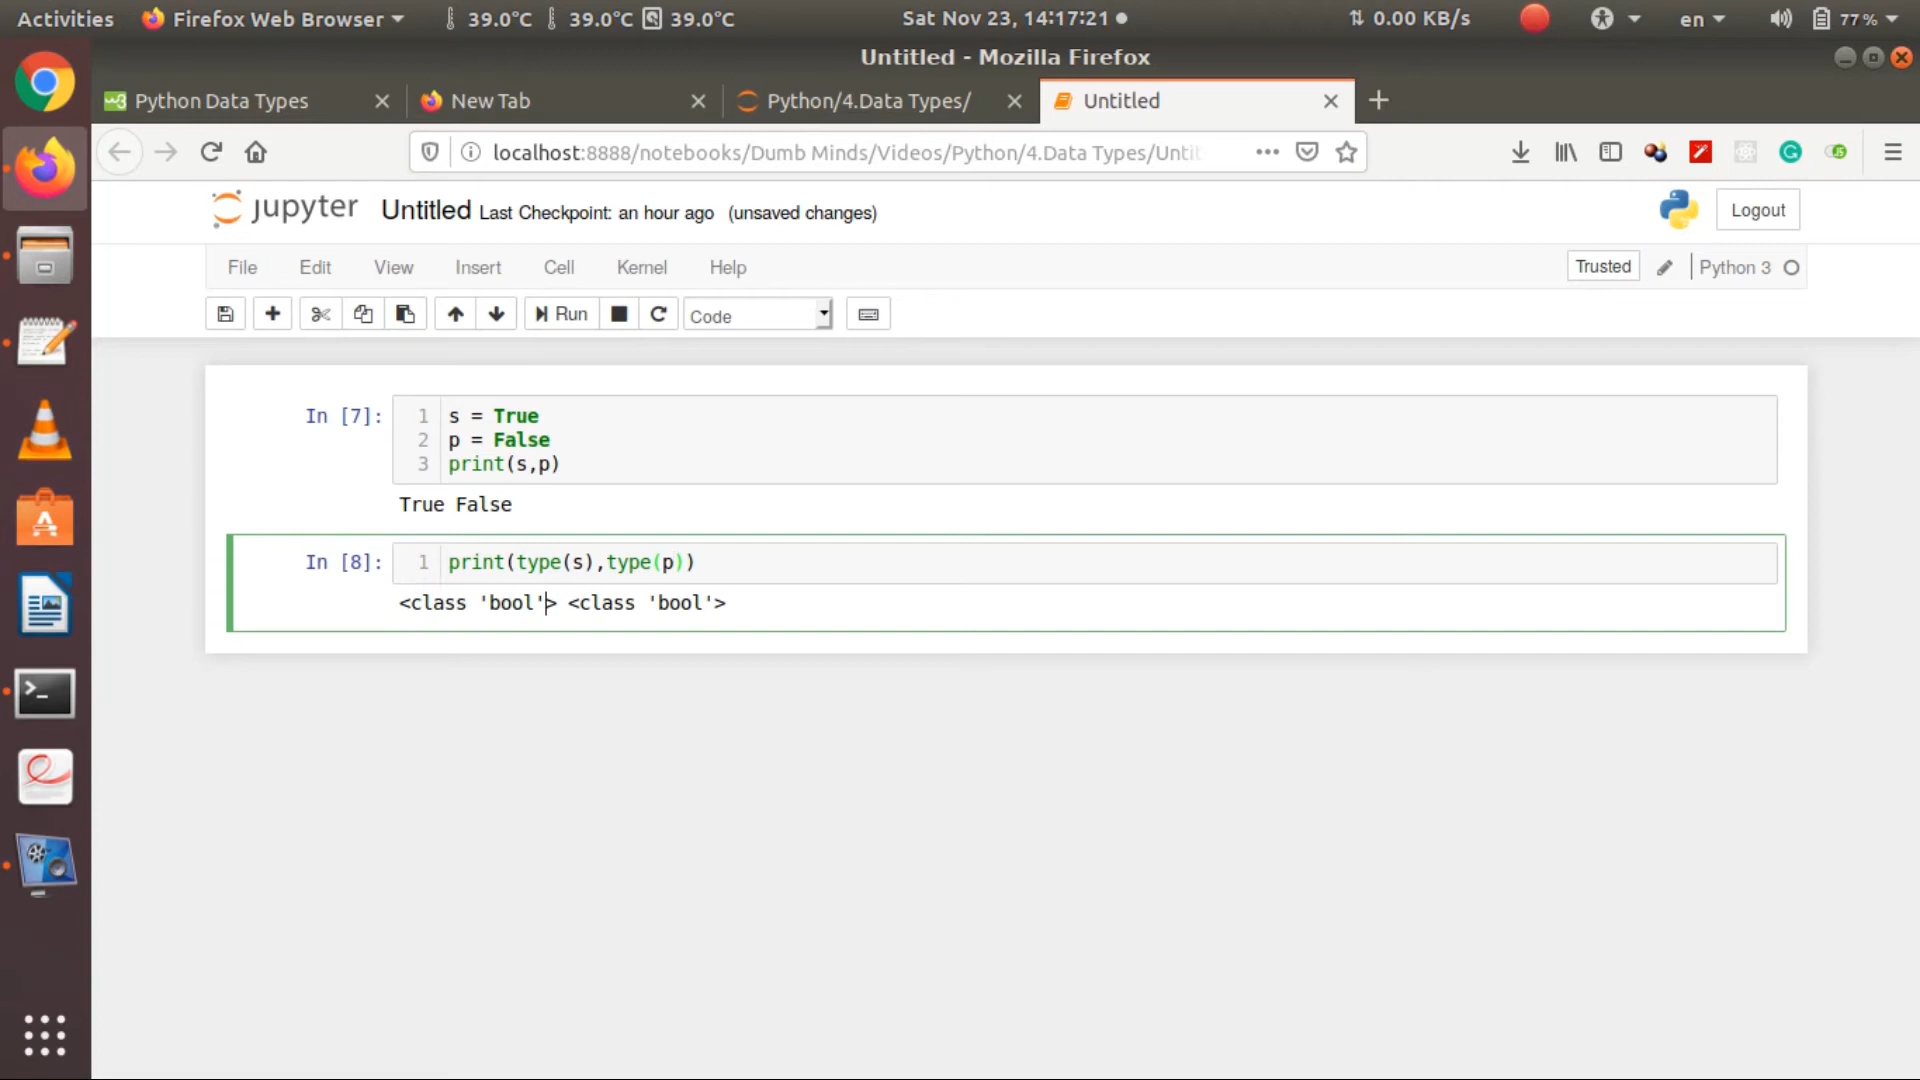 Activities Firefox Web Browser 39.0°C 39.0°C 39.0°C Sat Nov 23, 14:17:21 0.00 KB/s en 77 %
Untitled - Mozilla Firefox
Python Data Types New Tab Python/4.Data Types/ Untitled
localhost:8888/notebooks/Dumb Minds/Videos/Python/4.Data Types/Untit
jupyter Untitled Last Checkpoint: an hour ago (unsaved changes) Logout
File Edit View Insert Cell Kernel Help Trusted Python 3
Run Code
In [7]: 1 s = True
2 p = False
3 print(s,p)
True False
In [8]: 1 print(type(s),type(p))
<class 'bool'> <class 'bool'>